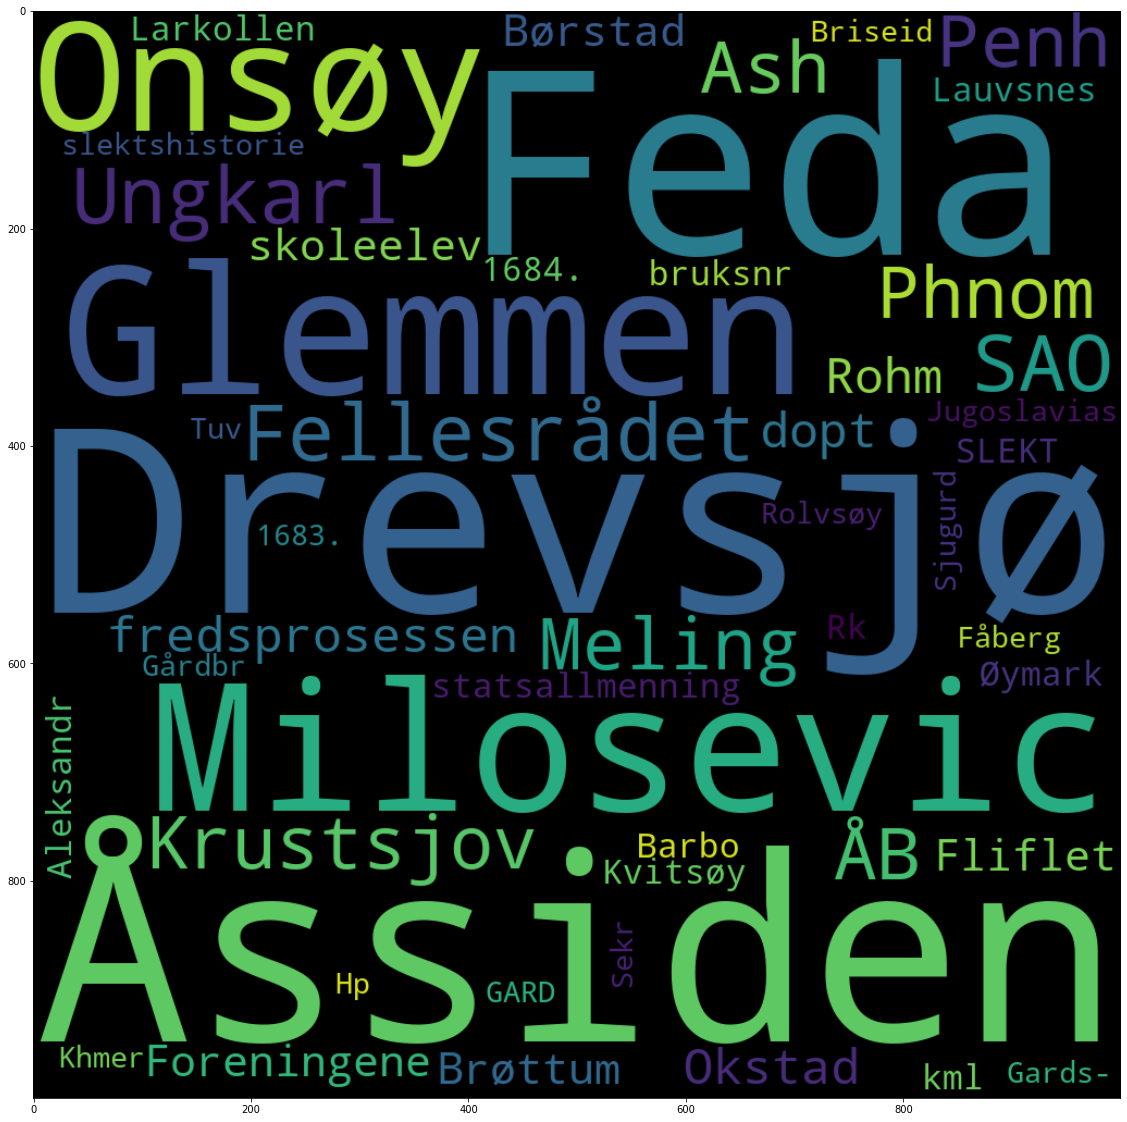 Larkollen
Børstad
Briseid
Penh
Onsøy
Ash
Feda
Lauvsnes
slektshistorie
Ungkarl
skoleelev
1684.
bruksnr
Phnom
Glemmen
Rohm
SAO
Tuv
Fellesrådet
dopt
Jugoslavias
SLEKT
Drevsjø
1683.
Rolvsøy
Sjugurd
fredsprosessen
Meling
Rk
Fåberg
Gårdbr
Øymark
statsallmenning
Aleksandr
Milosevic
Krustsjov
Barbo
ÅB
Fliflet
Kvitsøy
Åssiden
Sekr
Hp
GARD
Khmer
Foreningene
Brøttum
Okstad
kml
Gards-
0
200
400
600
800
0
200
400
600
800